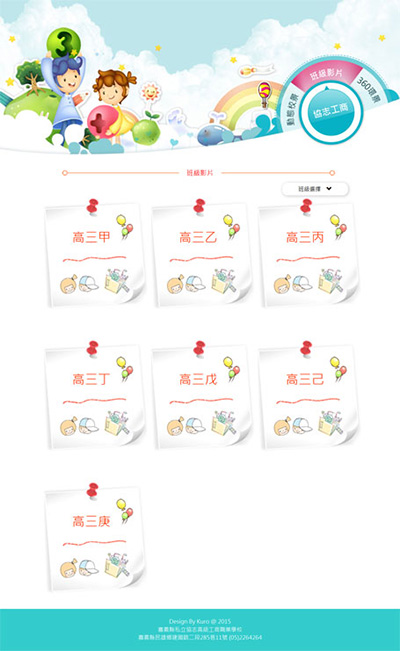 3
班級影片
動態校園
360環景
協志工商
班級影片
班級選擇
高三甲
高三乙
高三丙
高三丁
高三戊
高三己
高三庚
Design By Kuro @ 2015
嘉義縣私立協志高級工商職業學校
嘉義縣民雄鄉建國路二段285巷11號 (05)2264264